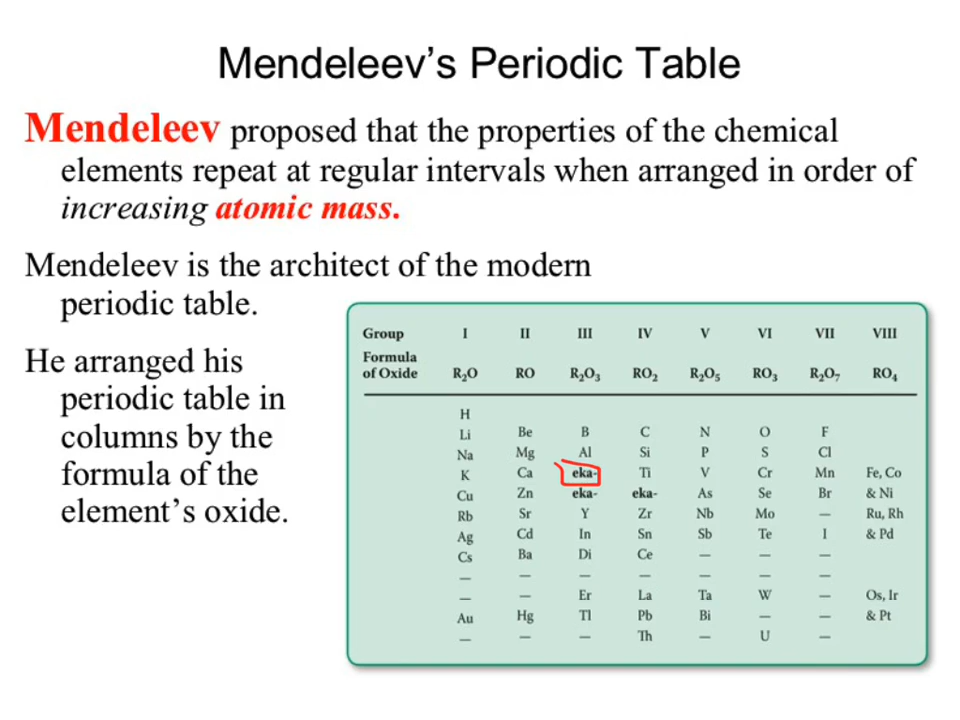 Mendeleev’s Periodic Table
Mendeleev proposed that the properties of the chemical
elements repeat at regular intervals when arranged in order of
increasing atomic mass.
Mendeleev is the architect of the modern
periodic table.
He arranged his
periodic table in
columns by the
formula of the
element’s oxide.
Group I II III IV V VI VII VIII
Formula
of Oxide R₂O RO R₂O₃ RO₂ R₂O₅ RO₃ R₂O₇ RO₄
H
Li Be B C N O F
Na Mg Al Si P S Cl
K Ca eka- Ti V Cr Mn Fe, Co
Cu Zn eka- eka- As Se Br & Ni
Rb Sr Y Zr Nb Mo — Ru, Rh
Ag Cd In Sn Sb Te I & Pd
Cs Ba Di Ce — — —
— — — — — — —
— — Er La Ta W — Os, Ir
Au Hg Tl Pb Bi — — & Pt
— — — Th — U —